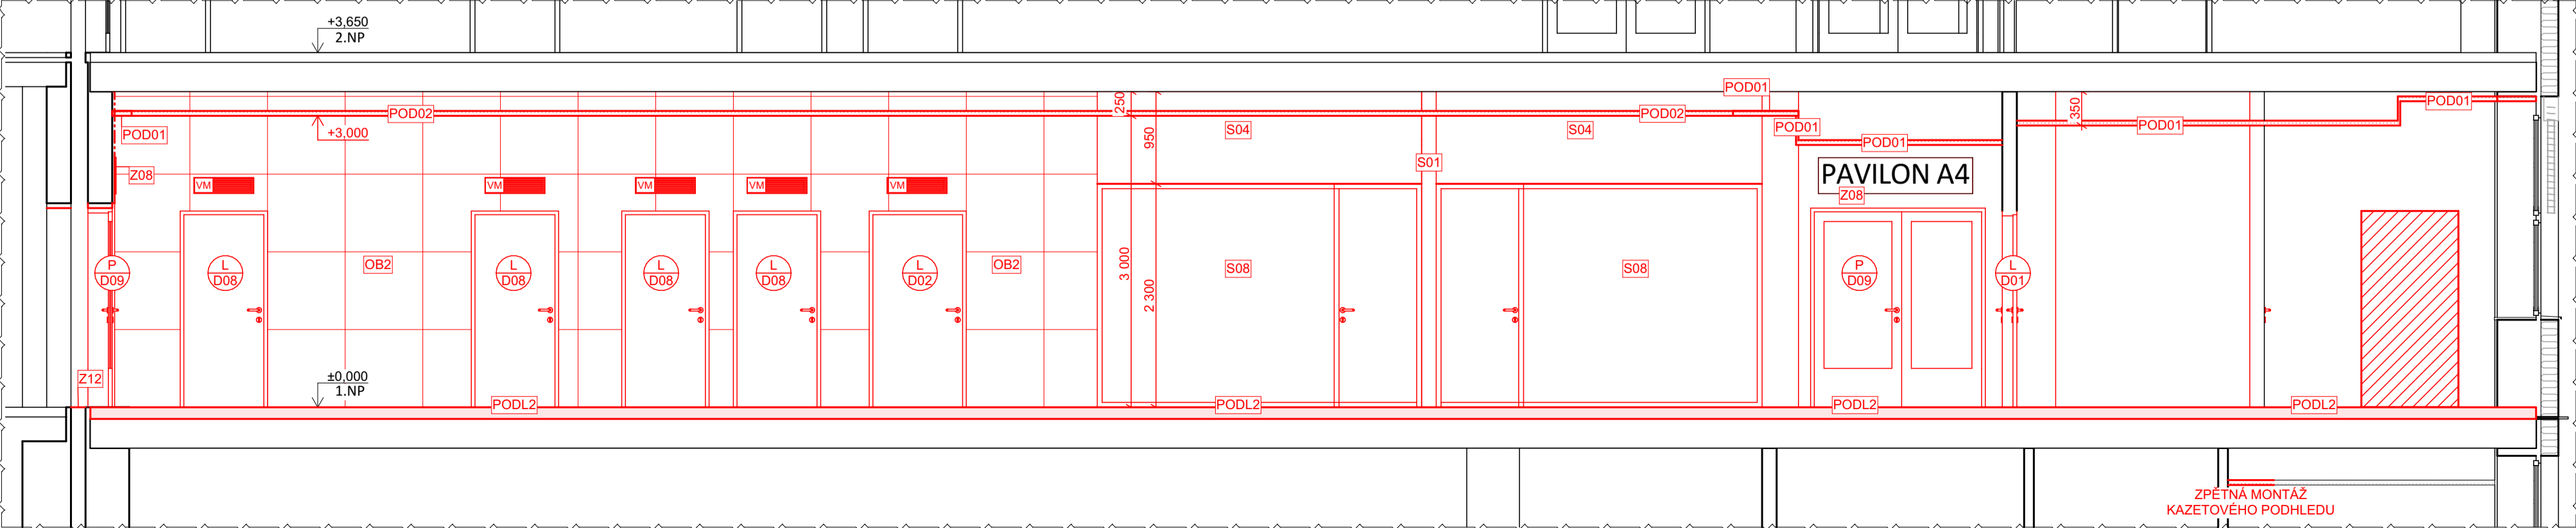 +3,650
2.NP
POD01
POD02
POD02
POD01
250
350
POD01
POD01
+3,000
950
S04
S04
POD01
POD01
POD01
S01
Z08
VM
VM
VM
VM
VM
PAVILON A4
Z08
P
D09
L
D08
OB2
L
D08
L
D08
L
D08
L
D02
OB2
3 000
2 300
S08
S08
P
D09
L
D01
Z12
±0,000
1.NP
PODL2
PODL2
PODL2
PODL2
ZPĚTNÁ MONTÁŽ
KAZETOVÉHO PODHLEDU